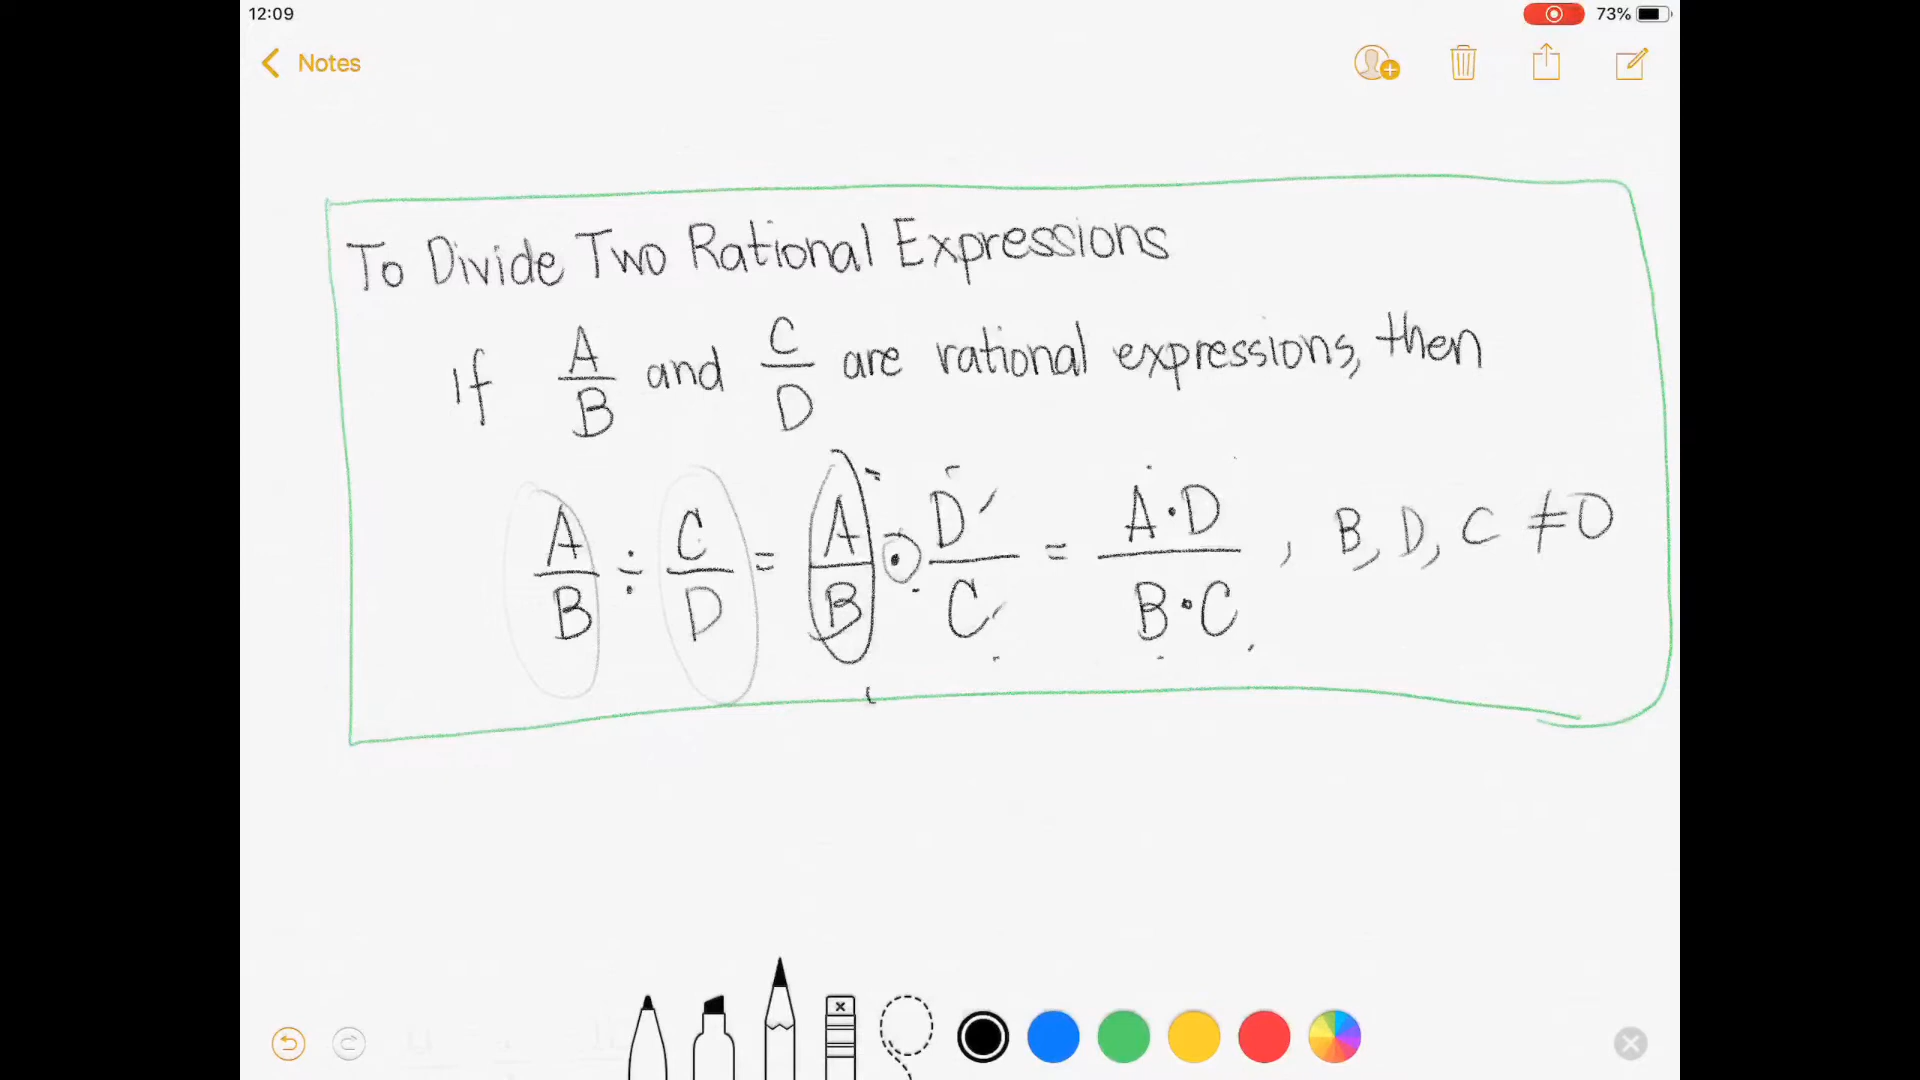 12:09
73%
Notes
To Divide Two Rational Expressions
If A/B and C/D are rational expressions, then
A/B ÷ C/D = A/B · D/C = A·D/B·C , B, D, C ≠ 0